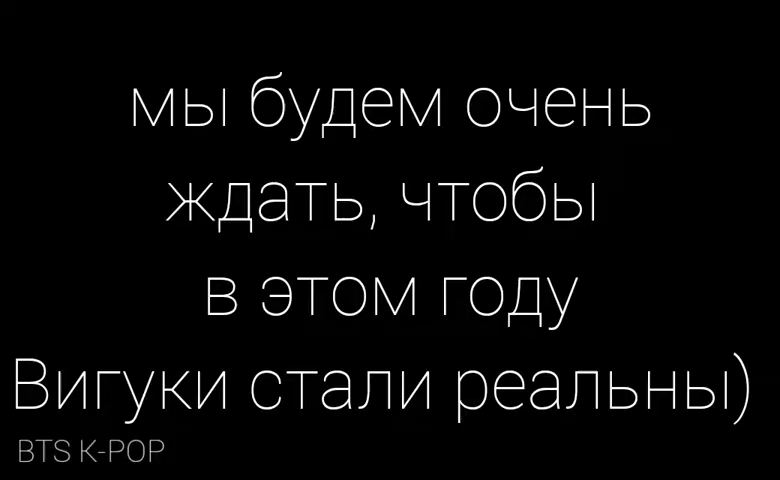 мы будем очень
ждать, чтобы
в этом году
Вигуки стали реальны)
BTS K-POP